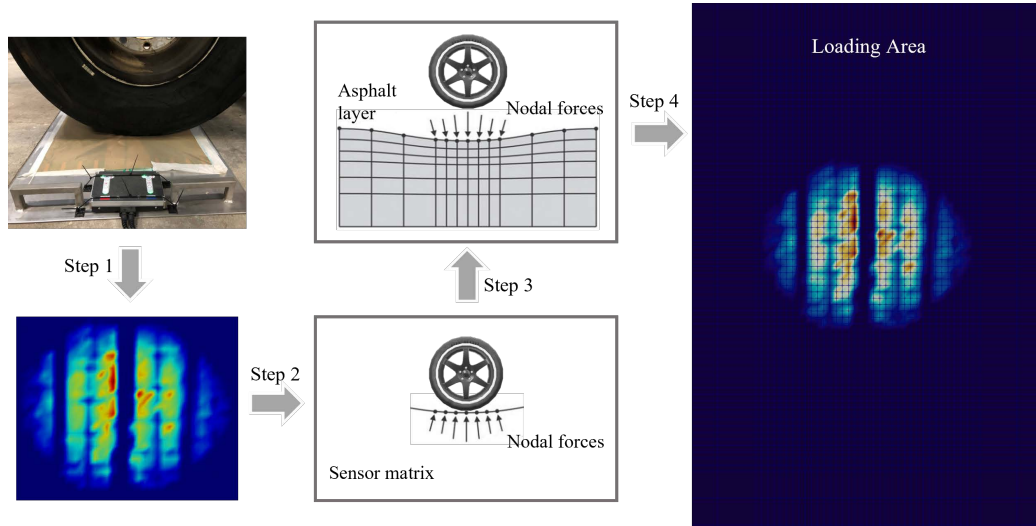 Step 1
Step 2
Sensor matrix
Nodal forces
Step 3
Asphalt
layer
Nodal forces
Step 4
Loading Area